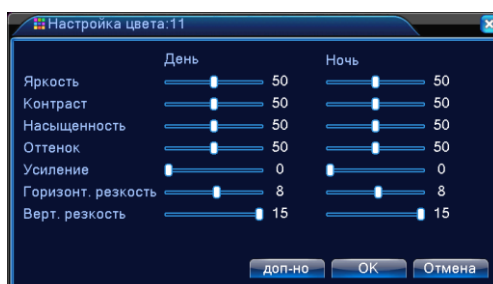 Настройка цвета:11
День Ночь
Яркость 50 50
Контраст 50 50
Насыщенность 50 50
Оттенок 50 50
Усиление 0 0
Горизонт. резкость 8 8
Верт. резкость 15 15
доп-но OK Отмена